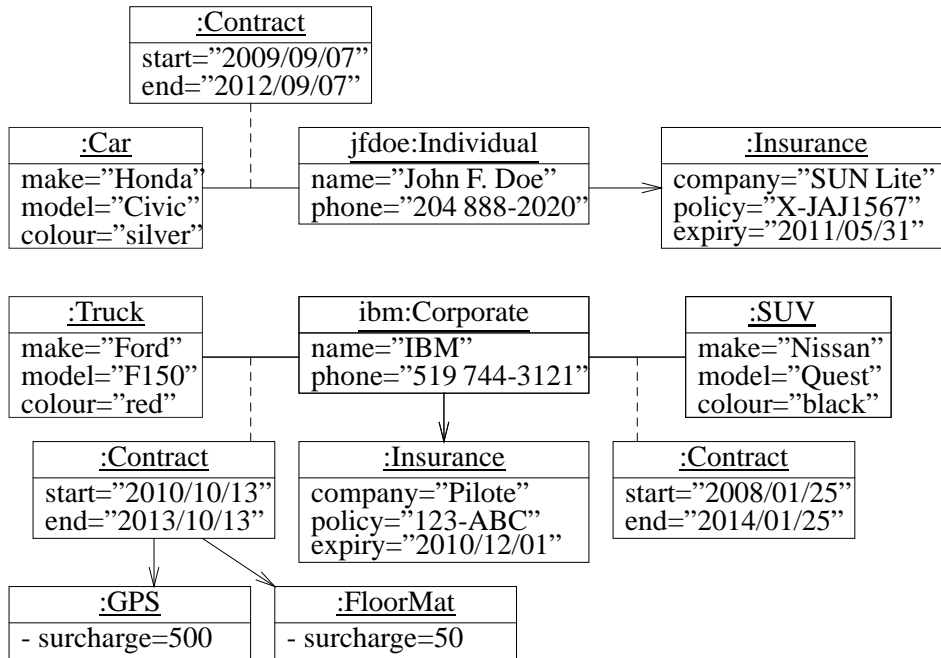 :Contract
start=”2009/09/07”
end=”2012/09/07”
:Car
make=”Honda”
model=”Civic”
colour=”silver”
jfdoe:Individual
name=”John F. Doe”
phone=”204 888-2020”
:Insurance
company=”SUN Lite”
policy=”X-JAJ1567”
expiry=”2011/05/31”
:Truck
make=”Ford”
model=”F150”
colour=”red”
ibm:Corporate
name=”IBM”
phone=”519 744-3121”
:SUV
make=”Nissan”
model=”Quest”
colour=”black”
:Contract
start=”2010/10/13”
end=”2013/10/13”
:Insurance
company=”Pilote”
policy=”123-ABC”
expiry=”2010/12/01”
:Contract
start=”2008/01/25”
end=”2014/01/25”
:GPS
- surcharge=500
:FloorMat
- surcharge=50